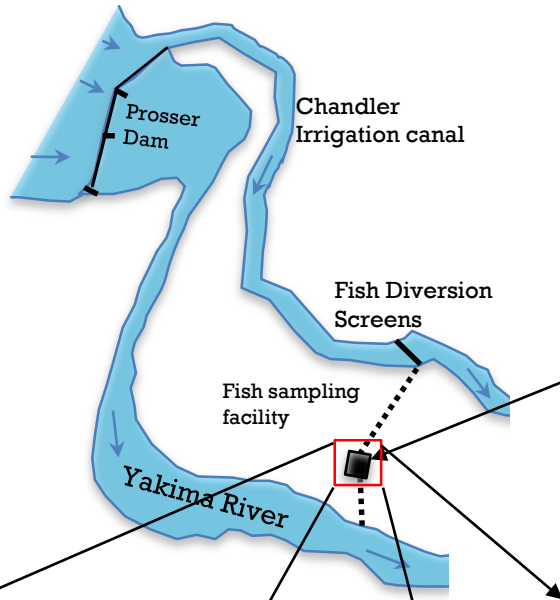 Prosser
Dam
Chandler
Irrigation canal
Fish Diversion
Screens
Fish sampling
facility
Yakima River